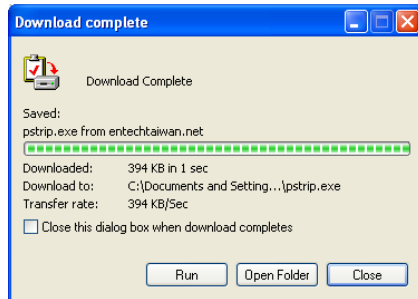 Download complete
Download Complete
Saved:
pstrip.exe from entechtaiwan.net
Downloaded: 394 KB in 1 sec
Download to: C:\Documents and Setting...\pstrip.exe
Transfer rate: 394 KB/Sec
Close this dialog box when download completes
Run Open Folder Close